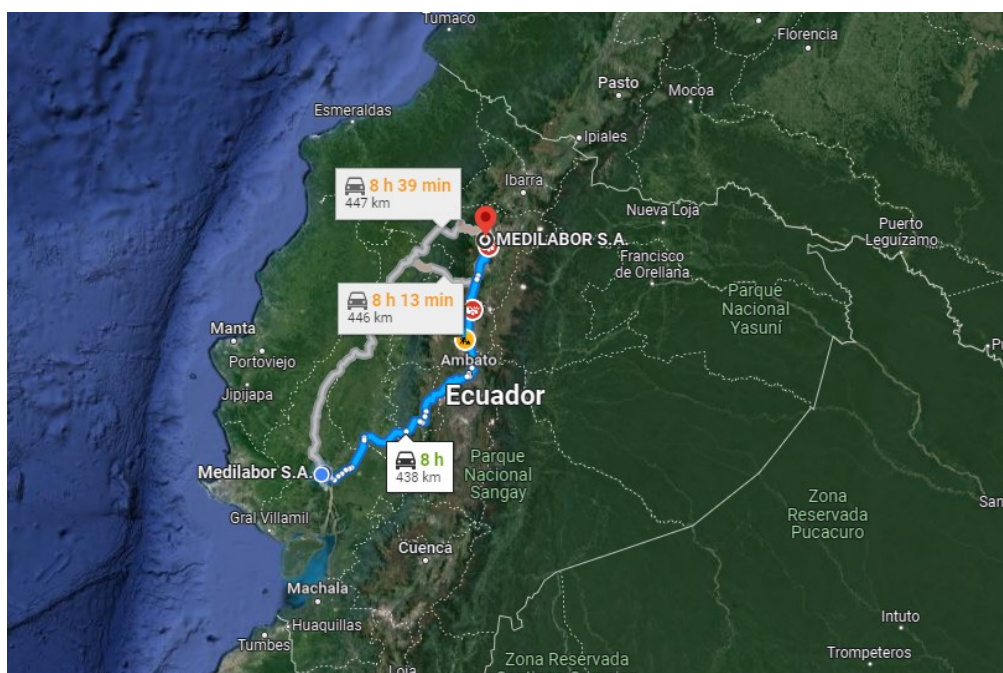 Tumaco
Florencia
Pasto
Mocoa
Esmeraldas
Ipiales
8 h 39 min
447 km
Ibarra
Nueva Loja
Puerto
Leguízamo
MEDILABOR S.A.
Francisco
de Orellana
8 h 13 min
446 km
Parque
Nacional
Yasuní
Manta
Portoviejo
Ambato
Jipijapa
Ecuador
8 h
438 km
Medilabor S.A.
Parque
Nacional
Sangay
Zona
Reservada
Pucacuro
San
Gral Villamil
Cuenca
Machala
Huaquillas
Tumbes
Intuto
Trompeteros
Loja
Zona Reservada